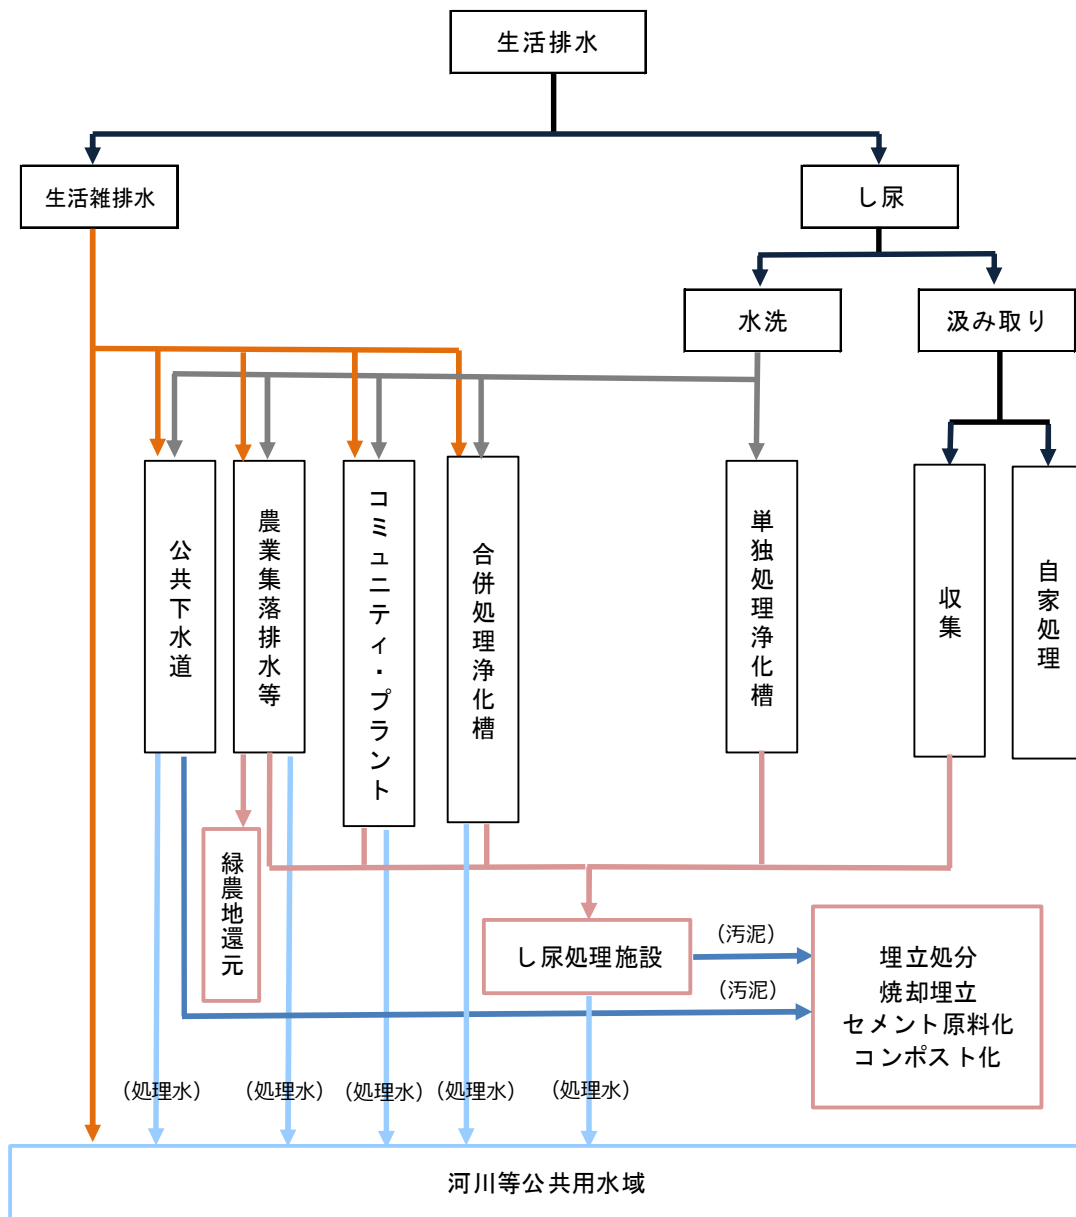 生活排水
生活雑排水
し尿
水洗
汲み取り
公共下水道
農業集落排水等
コミュニティ・プラント
合併処理浄化槽
単独処理浄化槽
収集
自家処理
緑農地還元
し尿処理施設
（汚泥）
（汚泥）
埋立処分
焼却埋立
セメント原料化
コンポスト化
（処理水）
（処理水）
（処理水）
（処理水）
（処理水）
河川等公共用水域